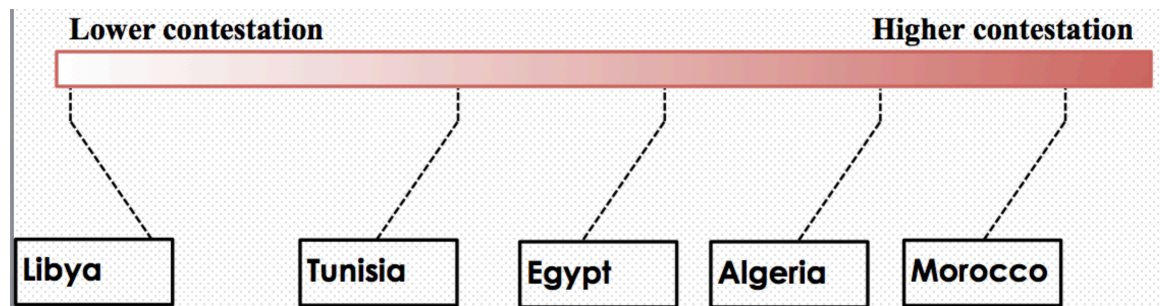 Lower contestation
Higher contestation
Libya
Tunisia
Egypt
Algeria
Morocco